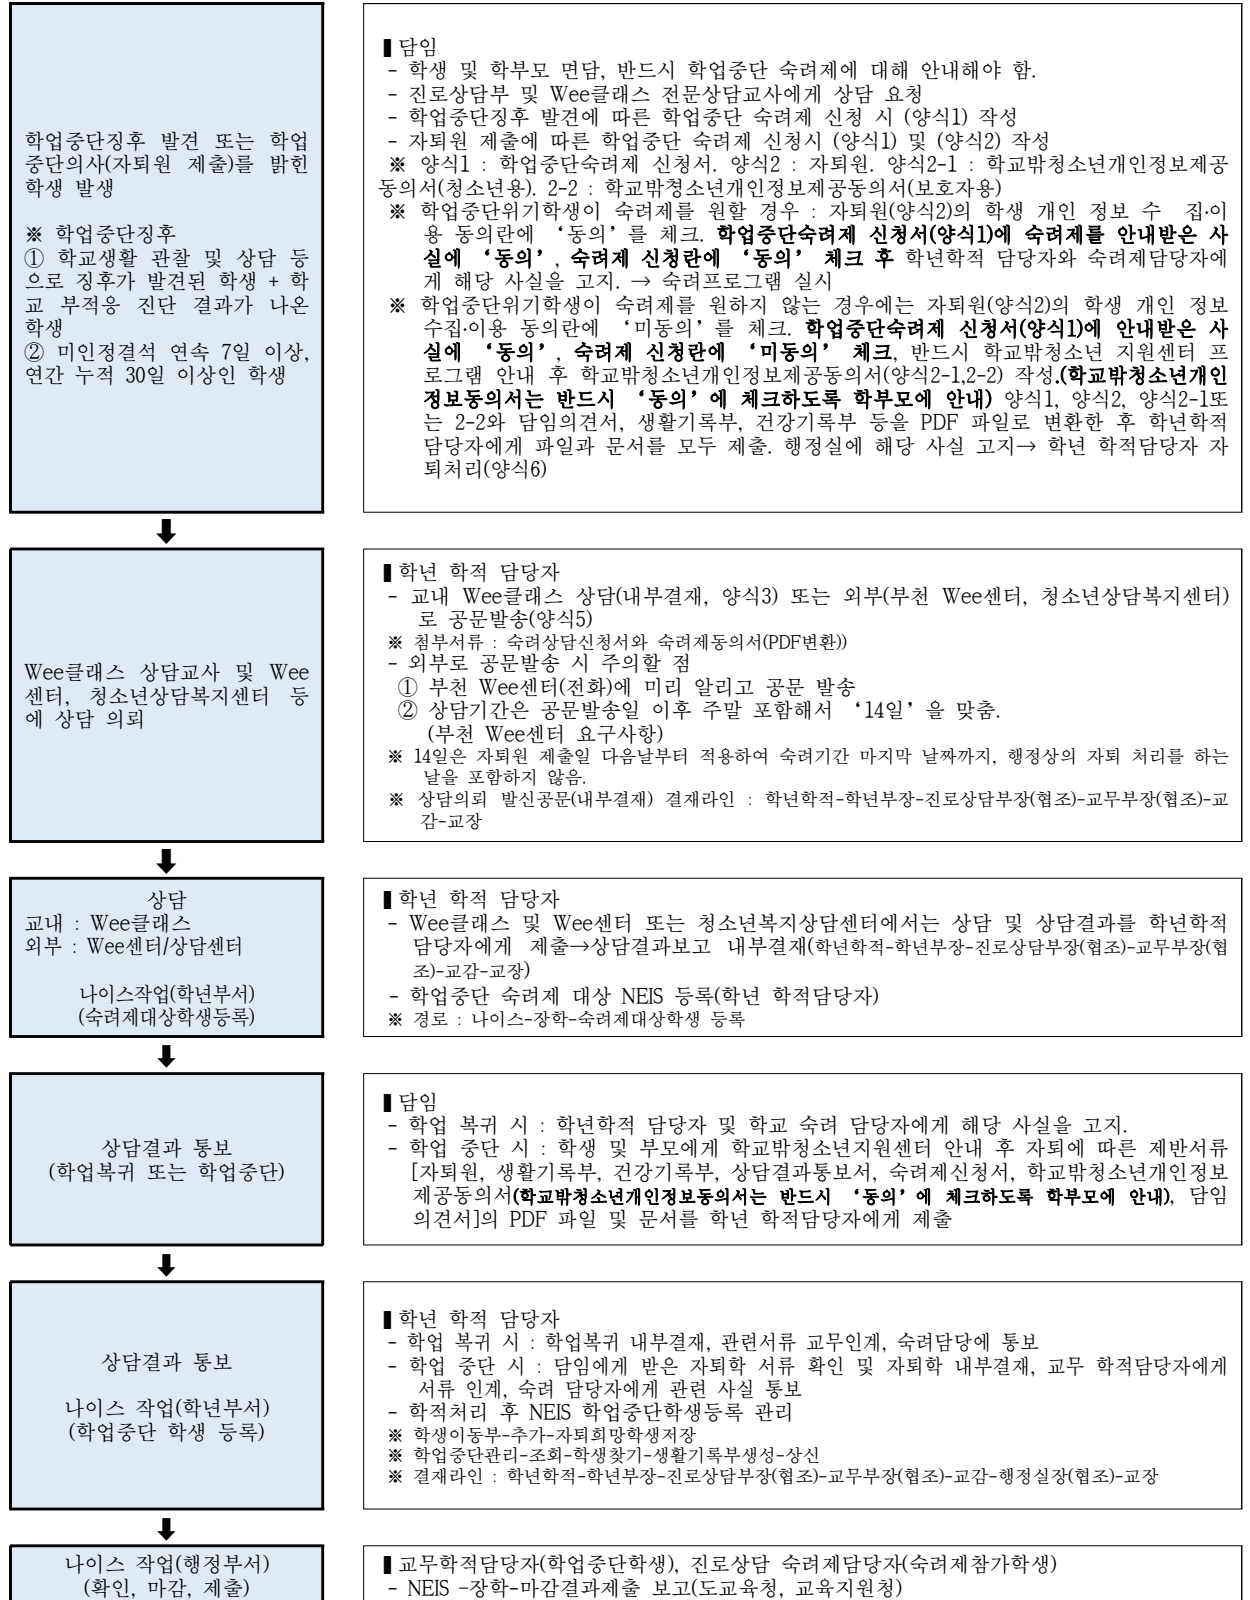 학업중단징후 발견 또는 학업
중단의사(자퇴원 제출)를 밝힌
학생 발생
※ 학업중단징후
① 학교생활 관찰 및 상담 등
으로 징후가 발견된 학생 + 학
교 부적응 진단 결과가 나온
학생
② 미인정결석 연속 7일 이상,
연간 누적 30일 이상인 학생
▮담임
- 학생 및 학부모 면담, 반드시 학업중단 숙려제에 대해 안내해야 함.
- 진로상담부 및 Wee클래스 전문상담교사에게 상담 요청
- 학업중단징후 발견에 따른 학업중단 숙려제 신청 시 (양식1) 작성
- 자퇴원 제출에 따른 학업중단 숙려제 신청시 (양식1) 및 (양식2) 작성
※ 양식1 : 학업중단숙려제 신청서. 양식2 : 자퇴원. 양식2-1 : 학교밖청소년개인정보제공
동의서(청소년용). 2-2 : 학교밖청소년개인정보제공동의서(보호자용)
※ 학업중단위기학생이 숙려제를 원할 경우 : 자퇴원(양식2)의 학생 개인 정보 수 집·이
용 동의란에 ‘동의’를 체크. 학업중단숙려제 신청서(양식1)에 숙려제를 안내받은 사
실에 ‘동의’, 숙려제 신청란에 ‘동의’ 체크 후 학년학적 담당자와 숙려제담당자에
게 해당 사실을 고지. → 숙려프로그램 실시
※ 학업중단위기학생이 숙려제를 원하지 않는 경우에는 자퇴원(양식2)의 학생 개인 정보
수집·이용 동의란에 ‘미동의’를 체크. 학업중단숙려제 신청서(양식1)에 안내받은 사
실에 ‘동의’, 숙려제 신청란에 ‘미동의’ 체크, 반드시 학교밖청소년 지원센터 프
로그램 안내 후 학교밖청소년개인정보제공동의서(양식2-1,2-2) 작성.(학교밖청소년개인
정보동의서는 반드시 ‘동의’에 체크하도록 학부모에 안내) 양식1, 양식2, 양식2-1또
는 2-2와 담임의견서, 생활기록부, 건강기록부 등을 PDF 파일로 변환한 후 학년학적
담당자에게 파일과 문서를 모두 제출. 행정실에 해당 사실 고지→ 학년 학적담당자 자
퇴처리(양식6)
⬇
Wee클래스 상담교사 및 Wee
센터, 청소년상담복지센터 등
에 상담 의뢰
▮학년 학적 담당자
- 교내 Wee클래스 상담(내부결재, 양식3) 또는 외부(부천 Wee센터, 청소년상담복지센터)
로 공문발송(양식5)
※ 첨부서류 : 숙려상담신청서와 숙려제동의서(PDF변환))
- 외부로 공문발송 시 주의할 점
① 부천 Wee센터(전화)에 미리 알리고 공문 발송
② 상담기간은 공문발송일 이후 주말 포함해서 ‘14일’을 맞춤.
(부천 Wee센터 요구사항)
※ 14일은 자퇴원 제출일 다음날부터 적용하여 숙려기간 마지막 날짜까지, 행정상의 자퇴 처리를 하는
날을 포함하지 않음.
※ 상담의뢰 발신공문(내부결재) 결재라인 : 학년학적-학년부장-진로상담부장(협조)-교무부장(협조)-교
감-교장
⬇
상담
교내 : Wee클래스
외부 : Wee센터/상담센터
나이스작업(학년부서)
(숙려제대상학생등록)
▮학년 학적 담당자
- Wee클래스 및 Wee센터 또는 청소년복지상담센터에서는 상담 및 상담결과를 학년학적
담당자에게 제출→상담결과보고 내부결재(학년학적-학년부장-진로상담부장(협조)-교무부장(협
조)-교감-교장)
- 학업중단 숙려제 대상 NEIS 등록(학년 학적담당자)
※ 경로 : 나이스-장학-숙려제대상학생 등록
⬇
상담결과 통보
(학업복귀 또는 학업중단)
▮담임
- 학업 복귀 시 : 학년학적 담당자 및 학교 숙려 담당자에게 해당 사실을 고지.
- 학업 중단 시 : 학생 및 부모에게 학교밖청소년지원센터 안내 후 자퇴에 따른 제반서류
[자퇴원, 생활기록부, 건강기록부, 상담결과통보서, 숙려제신청서, 학교밖청소년개인정보
제공동의서(학교밖청소년개인정보동의서는 반드시 ‘동의’에 체크하도록 학부모에 안내), 담임
의견서]의 PDF 파일 및 문서를 학년 학적담당자에게 제출
⬇
상담결과 통보
나이스 작업(학년부서)
(학업중단 학생 등록)
▮학년 학적 담당자
- 학업 복귀 시 : 학업복귀 내부결재, 관련서류 교무인계, 숙려담당에 통보
- 학업 중단 시 : 담임에게 받은 자퇴학 서류 확인 및 자퇴학 내부결재, 교무 학적담당자에게
서류 인계, 숙려 담당자에게 관련 사실 통보
- 학적처리 후 NEIS 학업중단학생등록 관리
※ 학생이동부-추가-자퇴희망학생저장
※ 학업중단관리-조회-학생찾기-생활기록부생성-상신
※ 결재라인 : 학년학적-학년부장-진로상담부장(협조)-교무부장(협조)-교감-행정실장(협조)-교장
⬇
나이스 작업(행정부서)
(확인, 마감, 제출)
▮교무학적담당자(학업중단학생), 진로상담 숙려제담당자(숙려제참가학생)
- NEIS -장학-마감결과제출 보고(도교육청, 교육지원청)